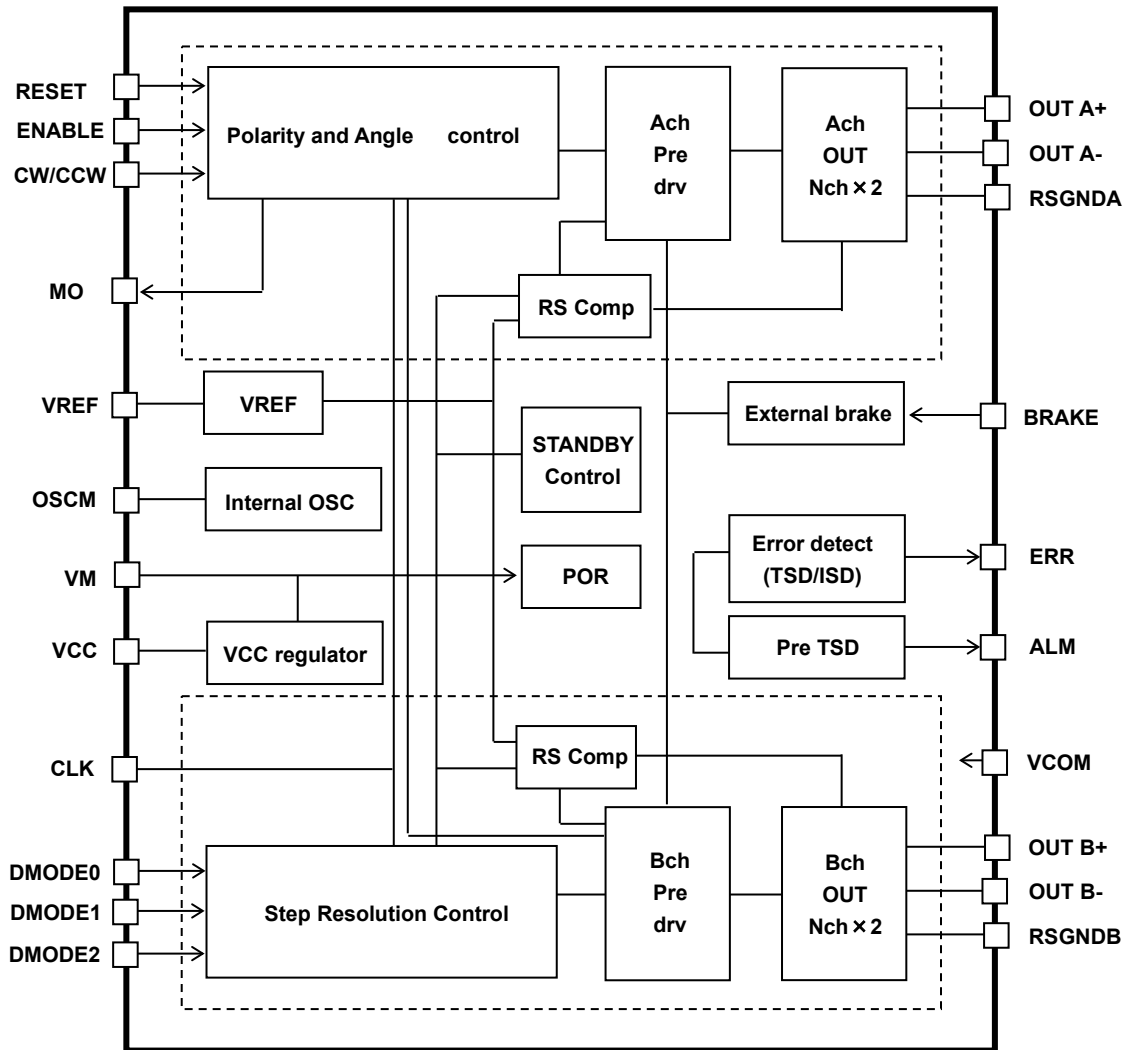 RESET
ENABLE
CW/CCW
MO
VREF
OSCM
VM
VCC
CLK
DMODE0
DMODE1
DMODE2
Polarity and Angle control
Ach
Pre
drv
Ach
OUT
Nch×2
RS Comp
VREF
STANDBY
Control
External brake
Internal OSC
POR
Error detect
(TSD/ISD)
VCC regulator
Pre TSD
RS Comp
Step Resolution Control
Bch
Pre
drv
Bch
OUT
Nch×2
OUT A+
OUT A-
RSGNDA
BRAKE
ERR
ALM
VCOM
OUT B+
OUT B-
RSGNDB